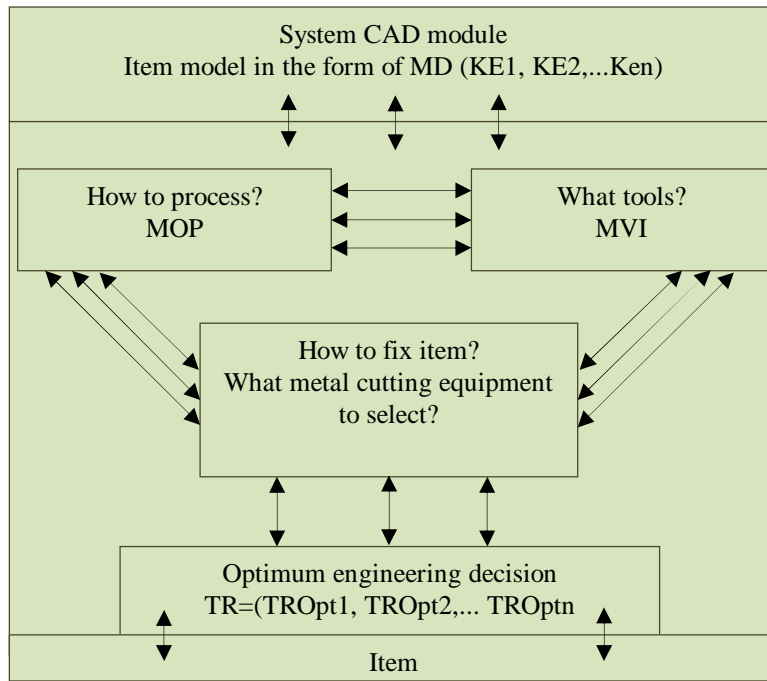 System CAD module
Item model in the form of MD (KE1, KE2,...Ken)
How to process?
MOP
What tools?
MVI
How to fix item?
What metal cutting equipment
to select?
Optimum engineering decision
TR=(TROpt1, TROpt2,... TROptn
Item